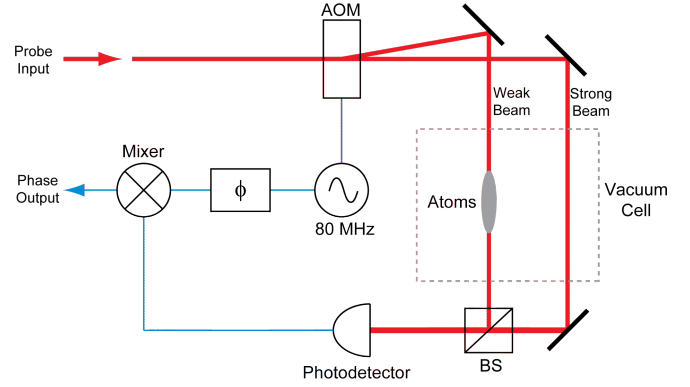 AOM
Probe
Input
Weak
Beam
Strong
Beam
Mixer
Phase
Output
ϕ
80 MHz
Atoms
Vacuum
Cell
BS
Photodetector